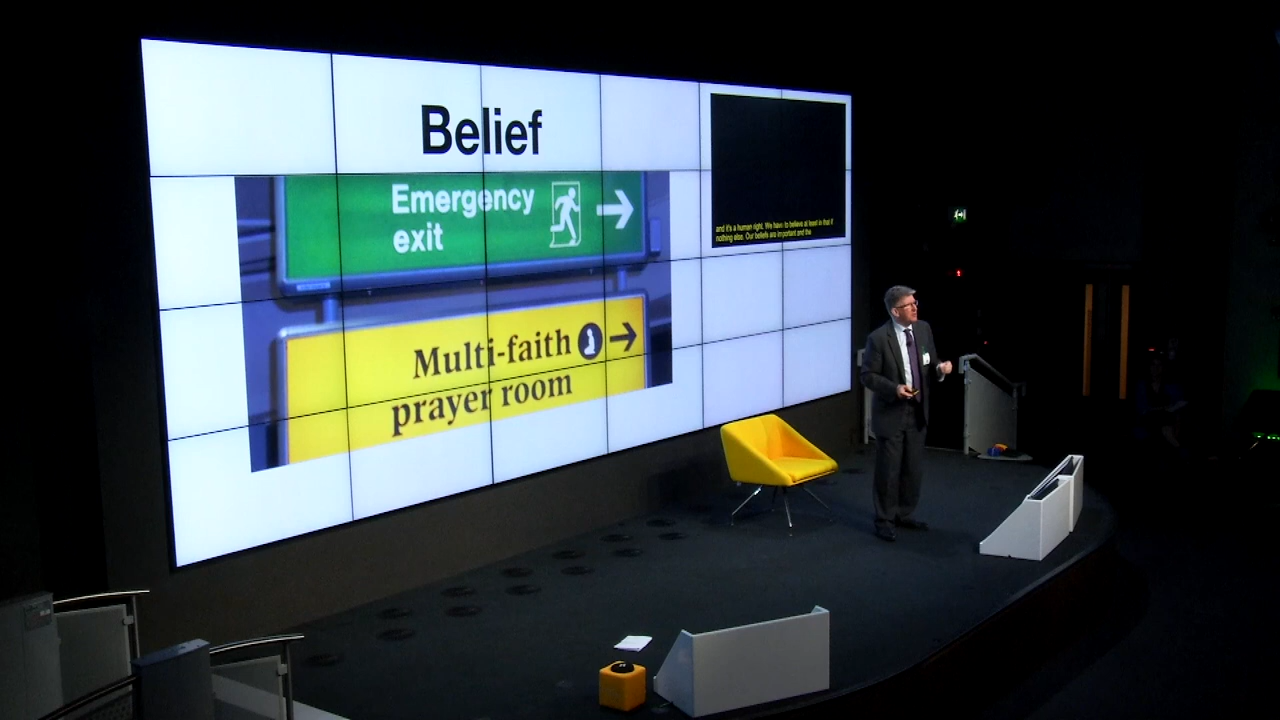 Belief
Emergency
exit
Multi-faith
prayer room
and it's a human right. We have to believe at least in that if
nothing else. Our beliefs are important and the